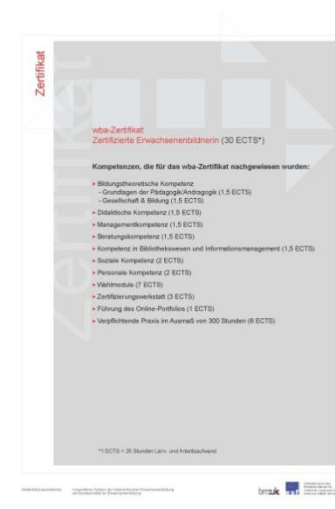 Zertifikat
wba-Zertifikat
Zertifizierte Erwachsenenbildnerin (30 ECTS*)
Kompetenzen, die für das wba-Zertifikat nachgewiesen wurden:
▸ Bildungstheoretische Kompetenz
- Grundlagen der Pädagogik/Andragogik (1,5 ECTS)
- Gesellschaft & Bildung (1,5 ECTS)
▸ Didaktische Kompetenz (1,5 ECTS)
▸ Managementkompetenz (1,5 ECTS)
▸ Beratungskompetenz (1,5 ECTS)
▸ Kompetenz in Bibliothekswesen und Informationsmanagement (1,5 ECTS)
▸ Soziale Kompetenz (2 ECTS)
▸ Personale Kompetenz (2 ECTS)
▸ Wahlmodule (7 ECTS)
▸ Zertifizierungswerkstatt (3 ECTS)
▸ Führung des Online-Portfolios (1 ECTS)
▸ Verpflichtende Praxis im Ausmaß von 300 Stunden (6 ECTS)
*1 ECTS = 25 Stunden Lern- und Arbeitsaufwand
bm:uk